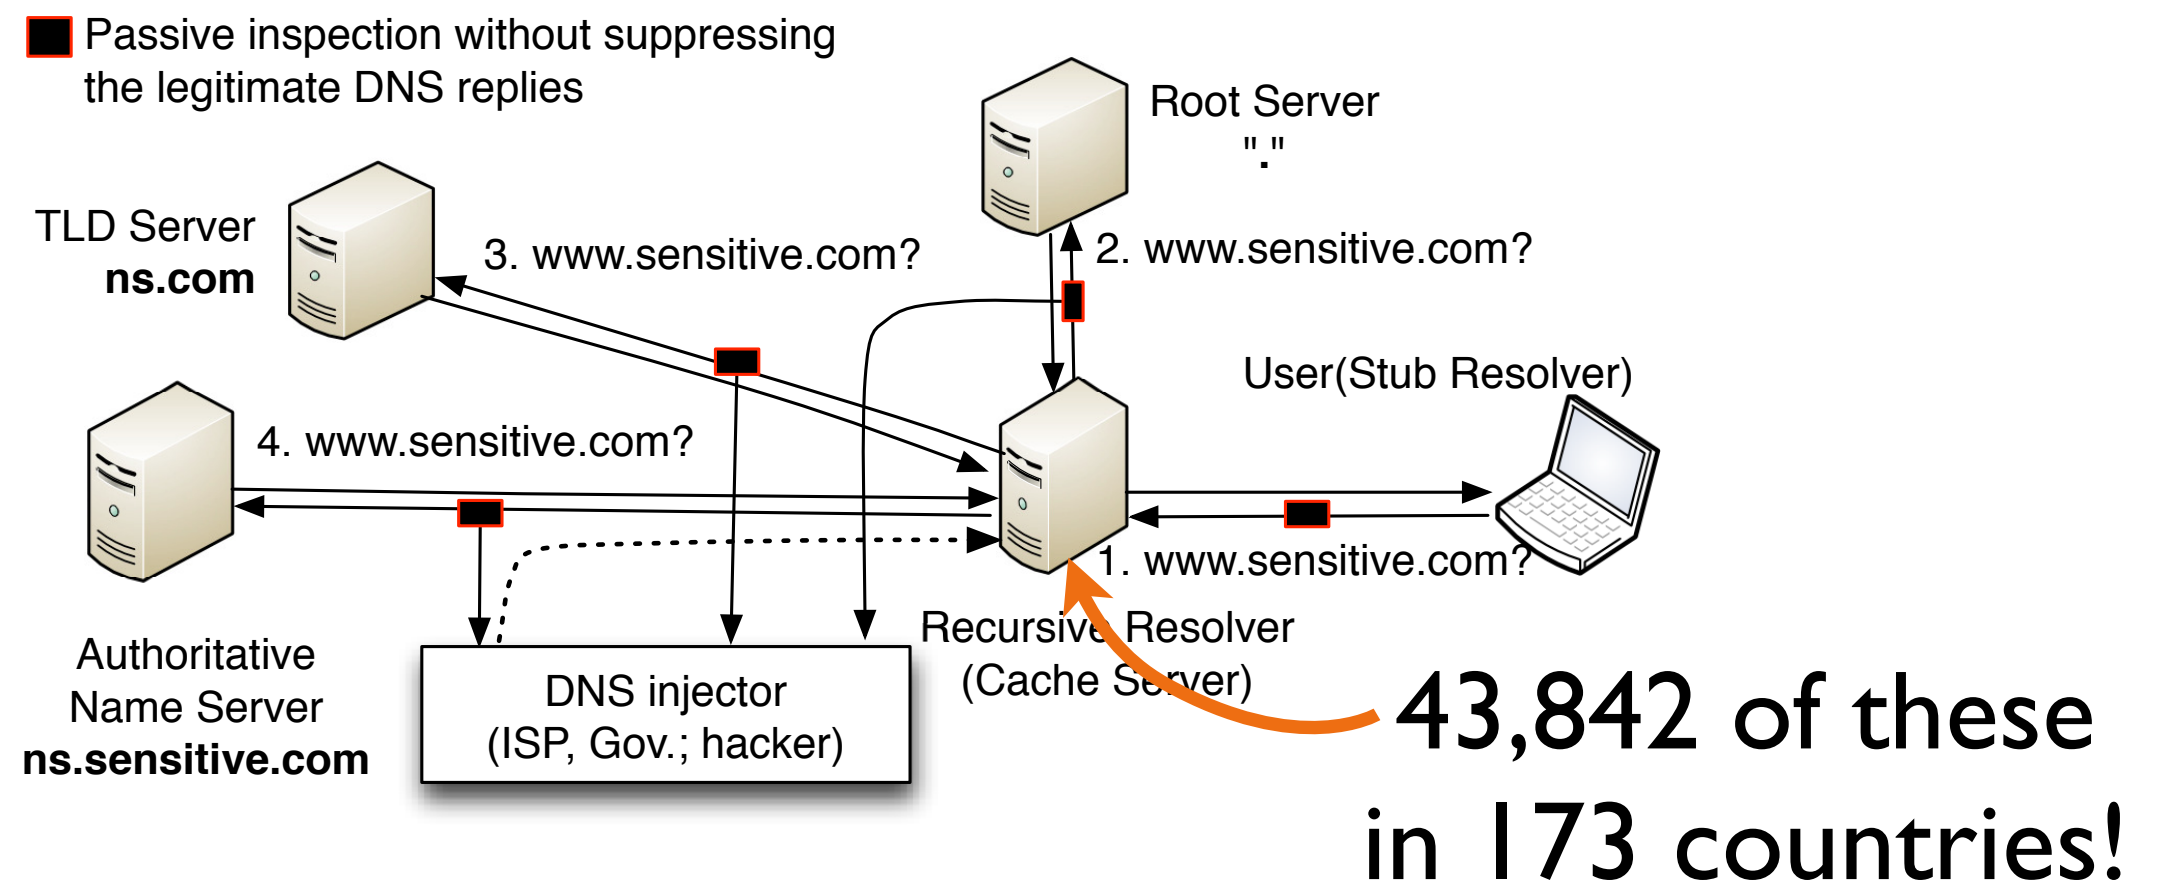 Passive inspection without suppressing
the legitimate DNS replies
Root Server
"."
TLD Server
ns.com
3. www.sensitive.com?
2. www.sensitive.com?
User(Stub Resolver)
4. www.sensitive.com?
1. www.sensitive.com?
Recursive Resolver
(Cache Server)
Authoritative
Name Server
ns.sensitive.com
DNS injector
(ISP, Gov.; hacker)
43,842 of these
in 173 countries!